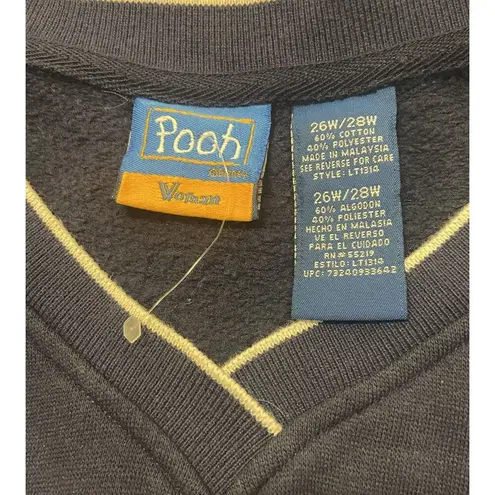 Pooh
©Disney
Woman
26W/28W
60% COTTON
40% POLYESTER
MADE IN MALAYSIA
SEE REVERSE FOR CARE
STYLE: LT1314
26W/28W
60% ALGODON
40% POLIESTER
HECHO EN MALASIA
VE EL REVERSO
PARA EL CUIDADO
RN# 55219
ESTILO: LT1314
UPC: 73240933642